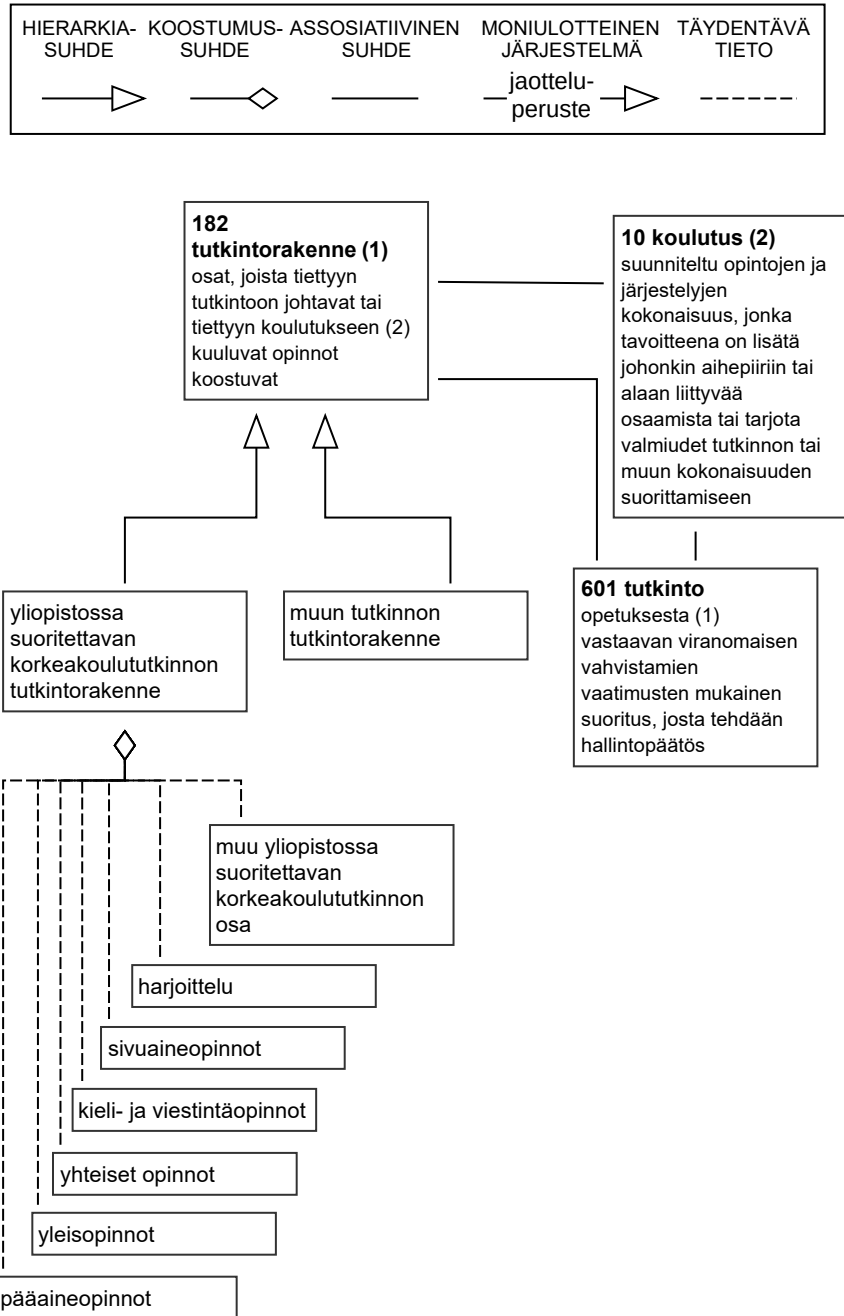 HIERARKIA-
SUHDE
KOOSTUMUS-
SUHDE
ASSOSIATIIVINEN
SUHDE
MONIULOTTEINEN
JÄRJESTELMÄ
TÄYDENTÄVÄ
TIETO
jaottelu-
peruste
182
tutkintorakenne (1)
osat, joista tiettyyn
tutkintoon johtavat tai
tiettyyn koulutukseen (2)
kuuluvat opinnot
koostuvat
10 koulutus (2)
suunniteltu opintojen ja
järjestelyjen
kokonaisuus, jonka
tavoitteena on lisätä
johonkin aihepiiriin tai
alaan liittyvää
osaamista tai tarjota
valmiudet tutkinnon tai
muun kokonaisuuden
suorittamiseen
yliopistossa
suoritettavan
korkeakoulututkinnon
tutkintorakenne
muun tutkinnon
tutkintorakenne
601 tutkinto
opetuksesta (1)
vastaavan viranomaisen
vahvistamien
vaatimusten mukainen
suoritus, josta tehdään
hallintopäätös
muu yliopistossa
suoritettavan
korkeakoulututkinnon
osa
harjoittelu
sivuaineopinnot
kieli- ja viestintäopinnot
yhteiset opinnot
yleisopinnot
pääaineopinnot